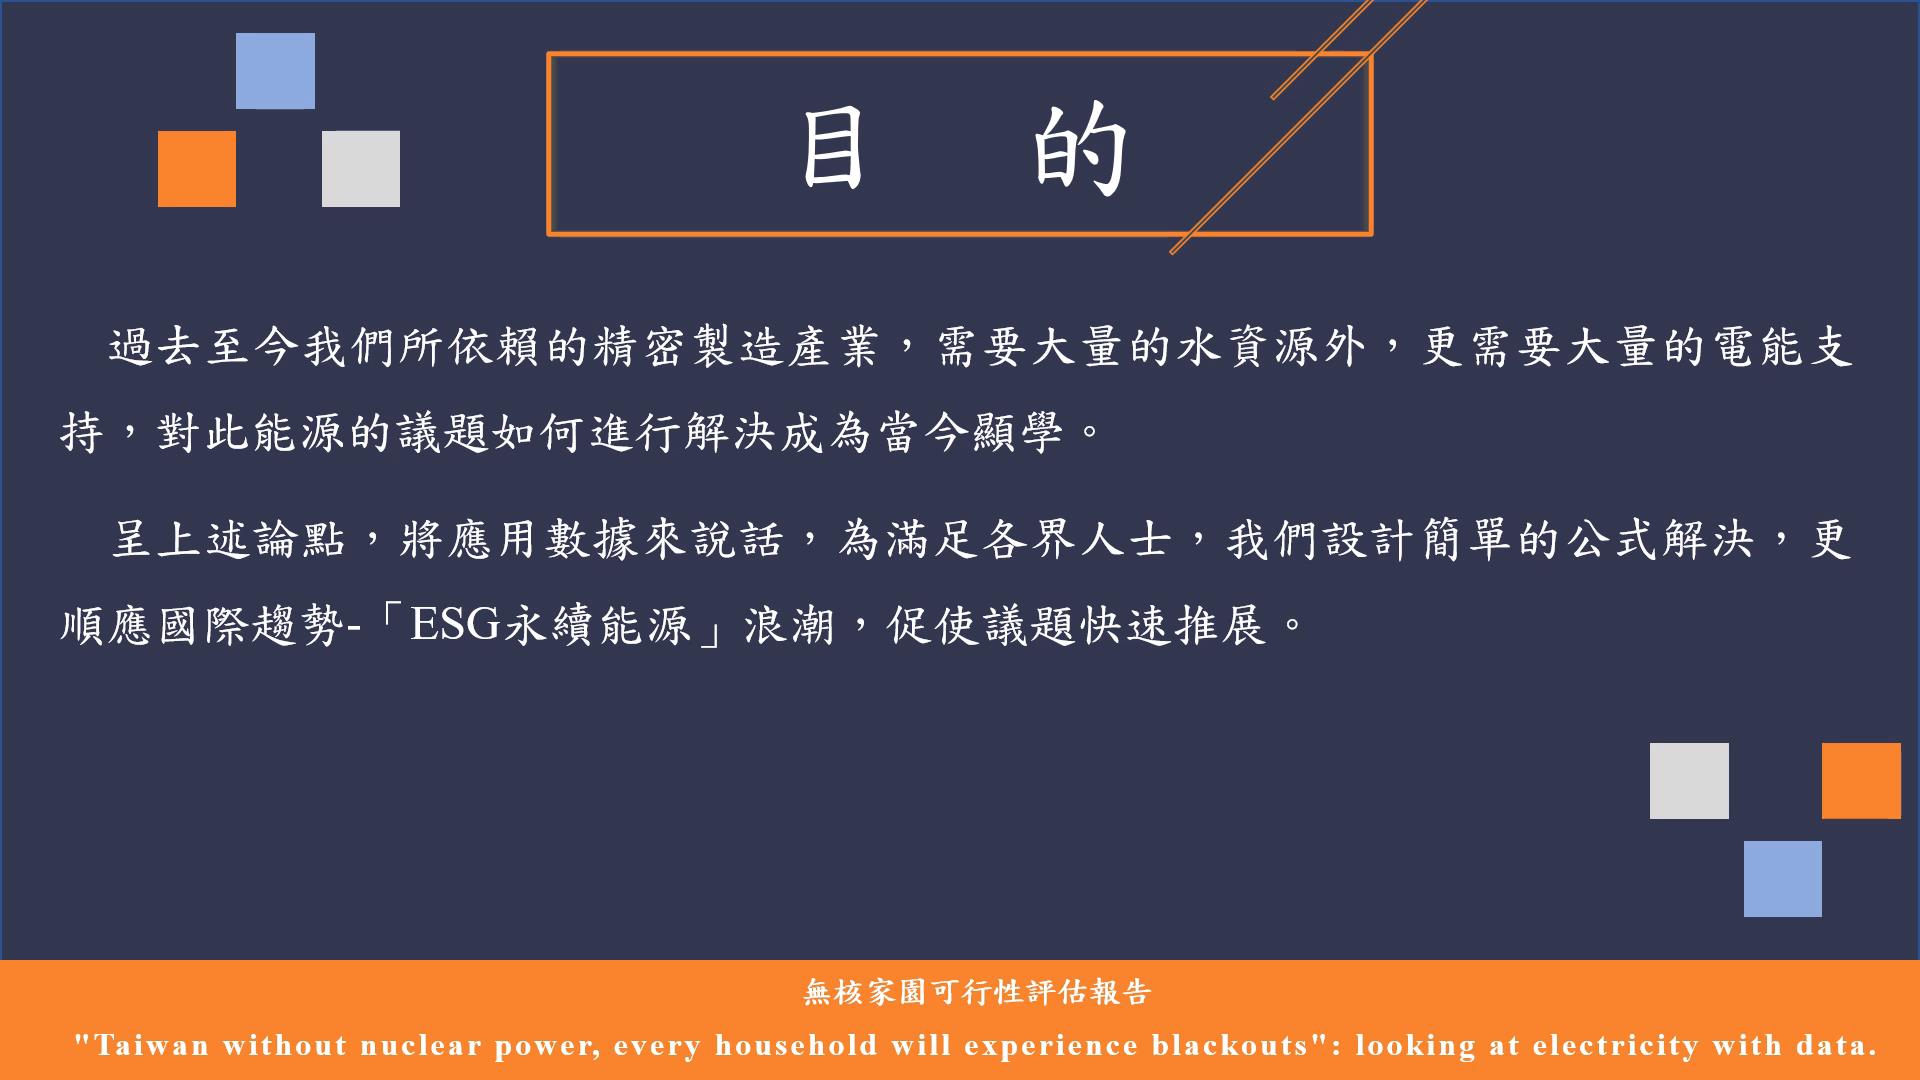 目 的
過去至今我們所依賴的精密製造產業，需要大量的水資源外，更需要大量的電能支
持，對此能源的議題如何進行解決成為當今顯學。
呈上述論點，將應用數據來說話，為滿足各界人士，我們設計簡單的公式解決，更
順應國際趨勢-「ESG永續能源」浪潮，促使議題快速推展。
無核家園可行性評估報告
"Taiwan without nuclear power, every household will experience blackouts": looking at electricity with data.